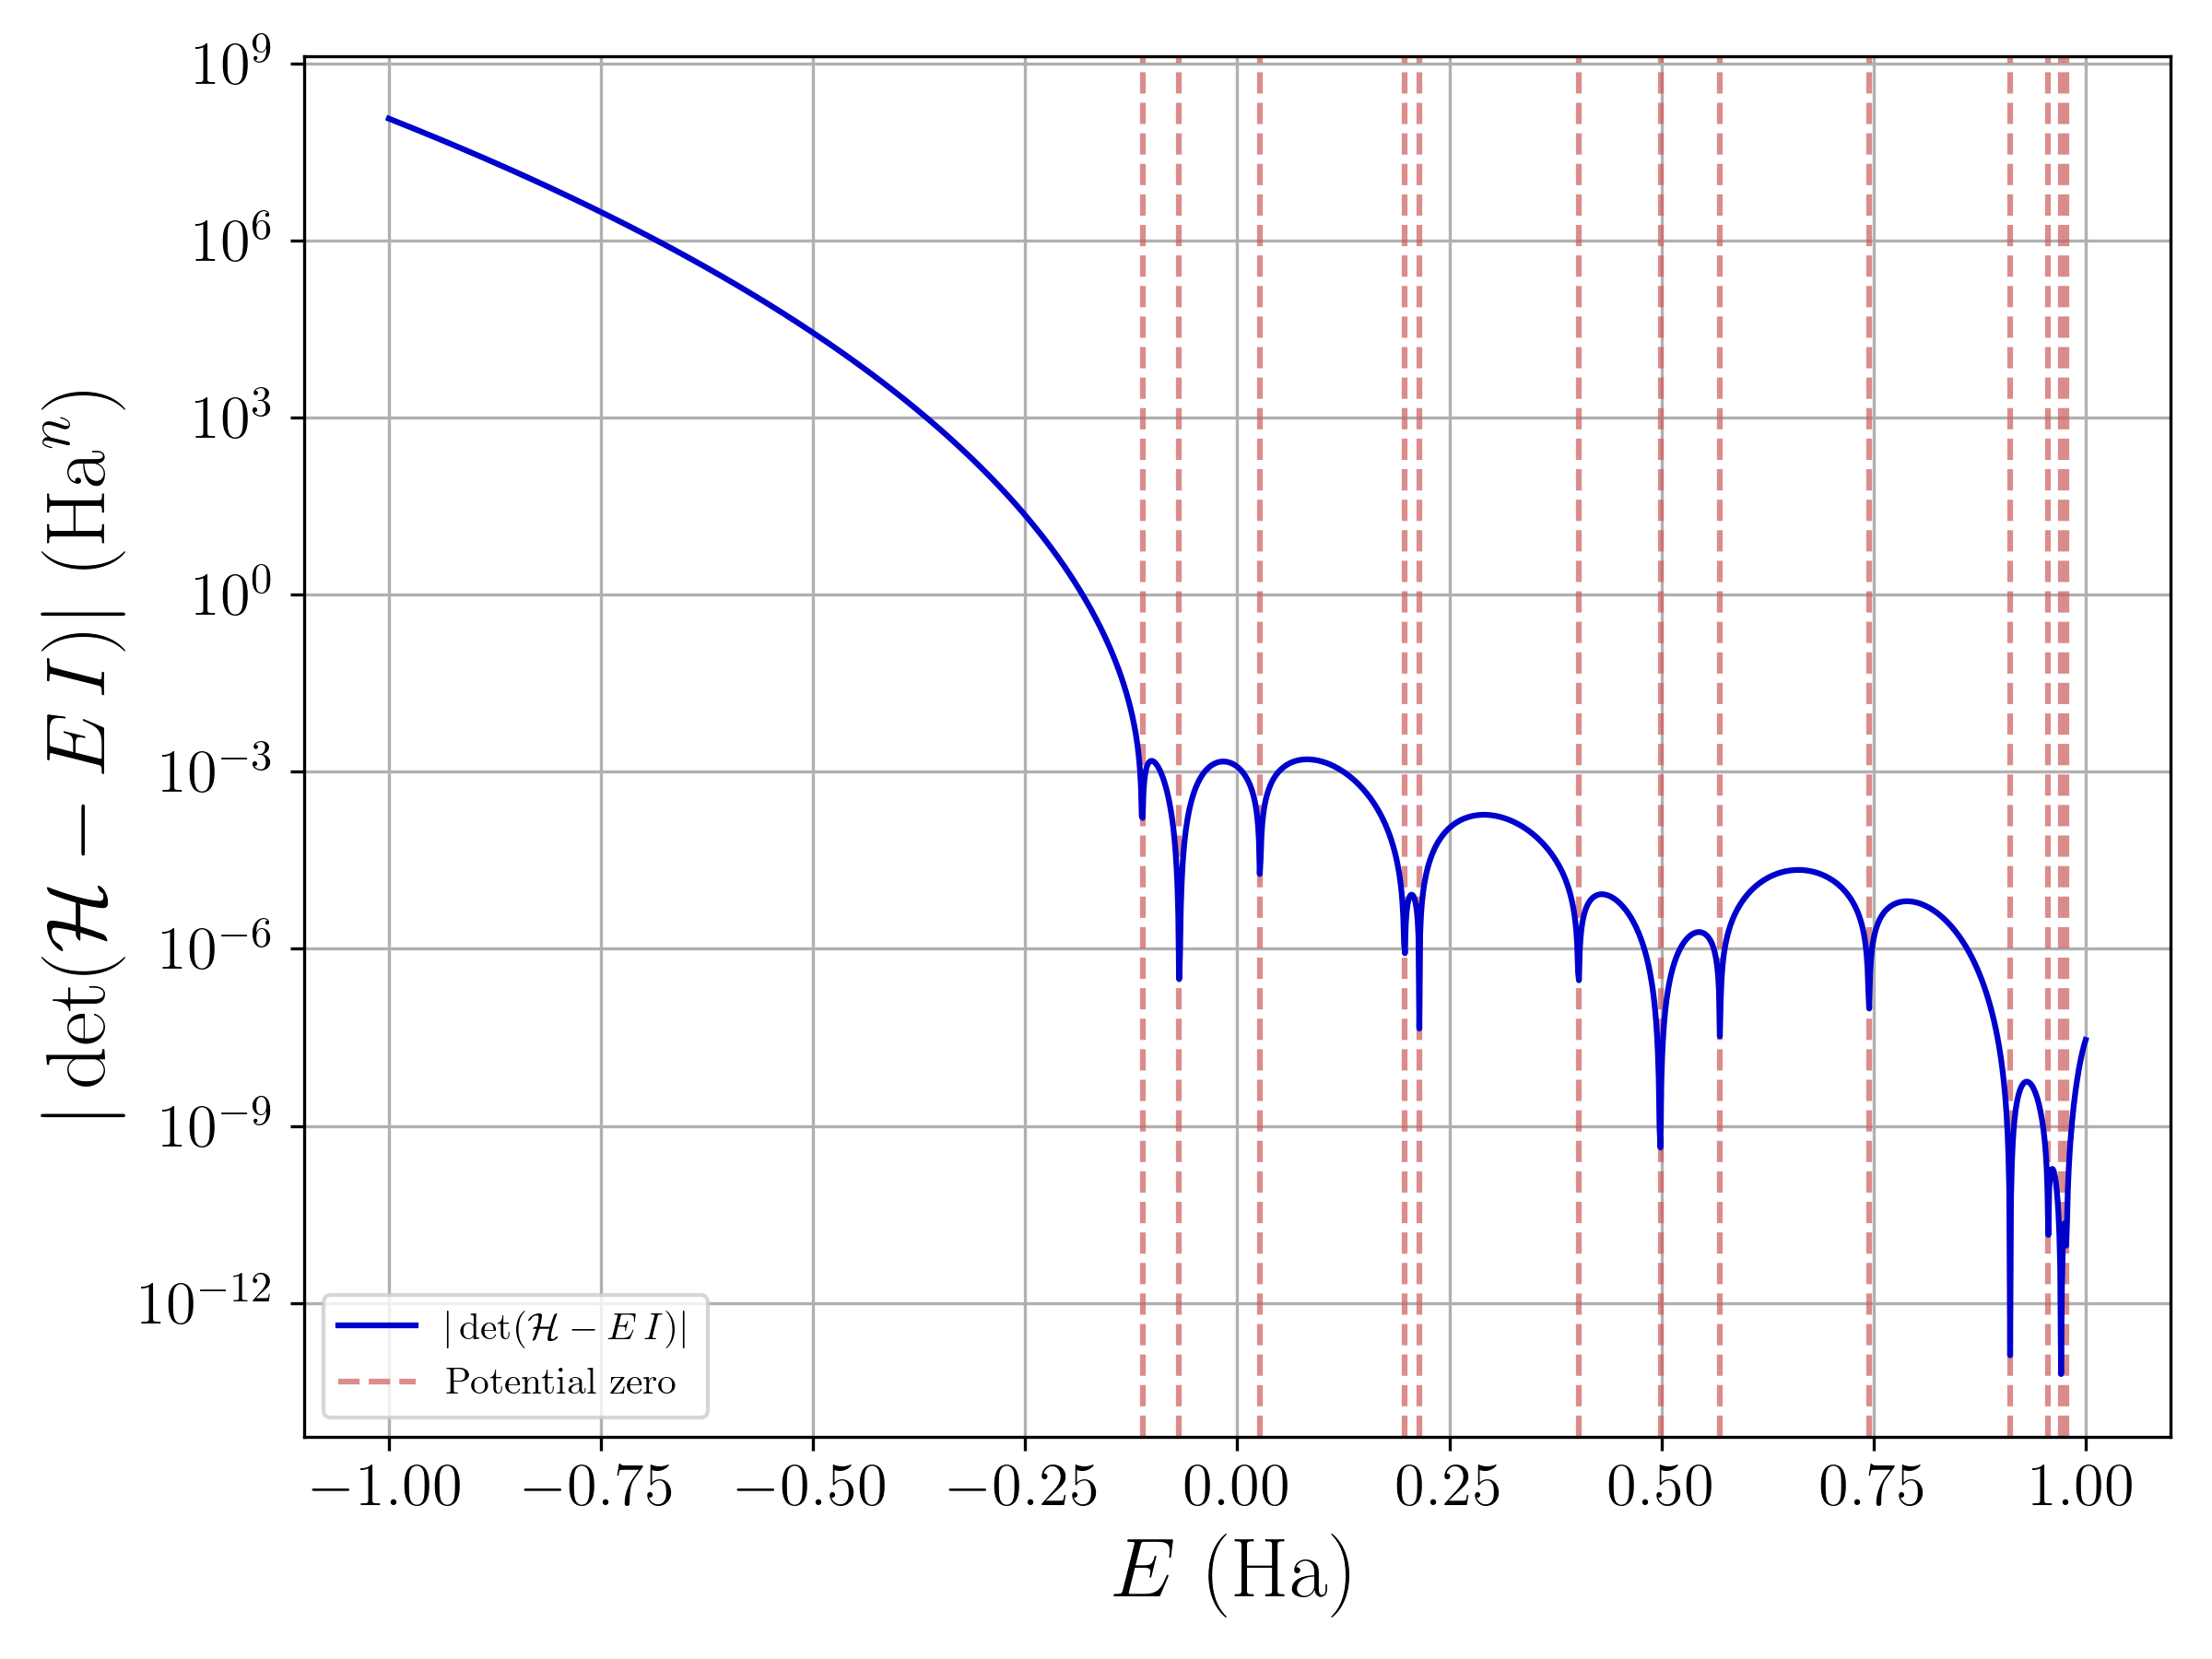 10^9
10^6
10^3
10^0
10^{-3}
10^{-6}
10^{-9}
10^{-12}
|det(ℋ − E I)| (Ha^n)
|det(ℋ − E I)|
Potential zero
−1.00 −0.75 −0.50 −0.25 0.00 0.25 0.50 0.75 1.00
E (Ha)